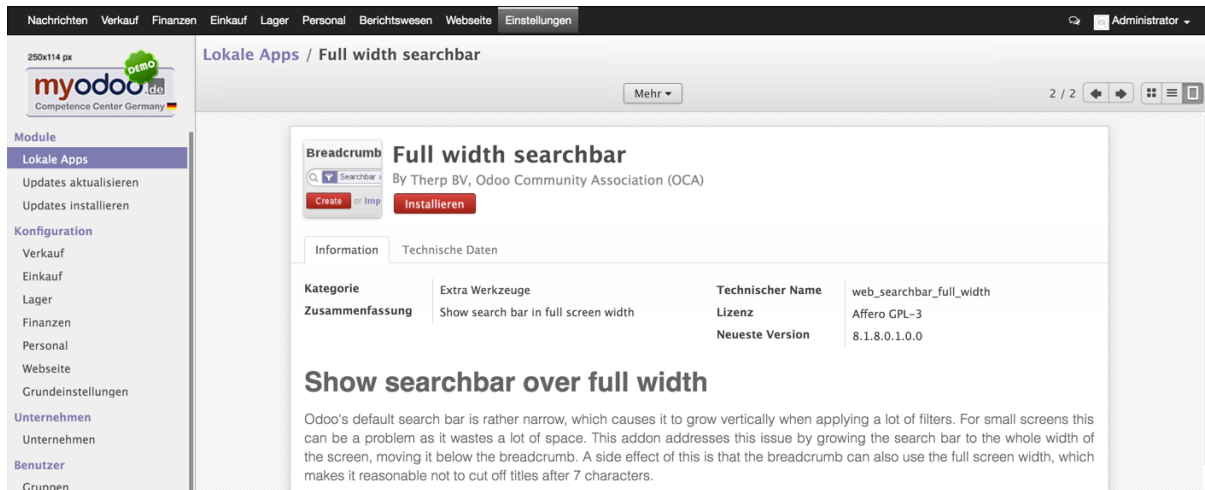 Nachrichten Verkauf Finanzen Einkauf Lager Personal Berichtswesen Webseite Einstellungen Administrator
250x114 px
DEMO
myodoo.de
Competence Center Germany
Lokale Apps / Full width searchbar
Mehr
2 / 2
Module
Lokale Apps
Updates aktualisieren
Updates installieren
Konfiguration
Verkauf
Einkauf
Lager
Finanzen
Personal
Webseite
Grundeinstellungen
Unternehmen
Unternehmen
Benutzer
Gruppen
Breadcrumb
Searchbar
Create or Imp
Full width searchbar
By Therp BV, Odoo Community Association (OCA)
Installieren
Information Technische Daten
Kategorie Extra Werkzeuge Technischer Name web_searchbar_full_width
Zusammenfassung Show search bar in full screen width Lizenz Affero GPL-3
Neueste Version 8.1.8.0.1.0.0
Show searchbar over full width
Odoo's default search bar is rather narrow, which causes it to grow vertically when applying a lot of filters. For small screens this
can be a problem as it wastes a lot of space. This addon addresses this issue by growing the search bar to the whole width of
the screen, moving it below the breadcrumb. A side effect of this is that the breadcrumb can also use the full screen width, which
makes it reasonable not to cut off titles after 7 characters.